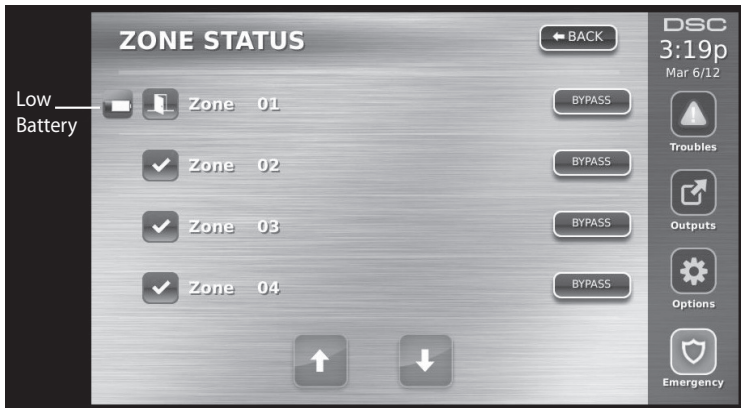 ZONE STATUS
BACK
DSC
3:19p
Mar 6/12
Low
Battery
Zone 01
BYPASS
Troubles
Zone 02
BYPASS
Outputs
Zone 03
BYPASS
Zone 04
BYPASS
Options
Emergency